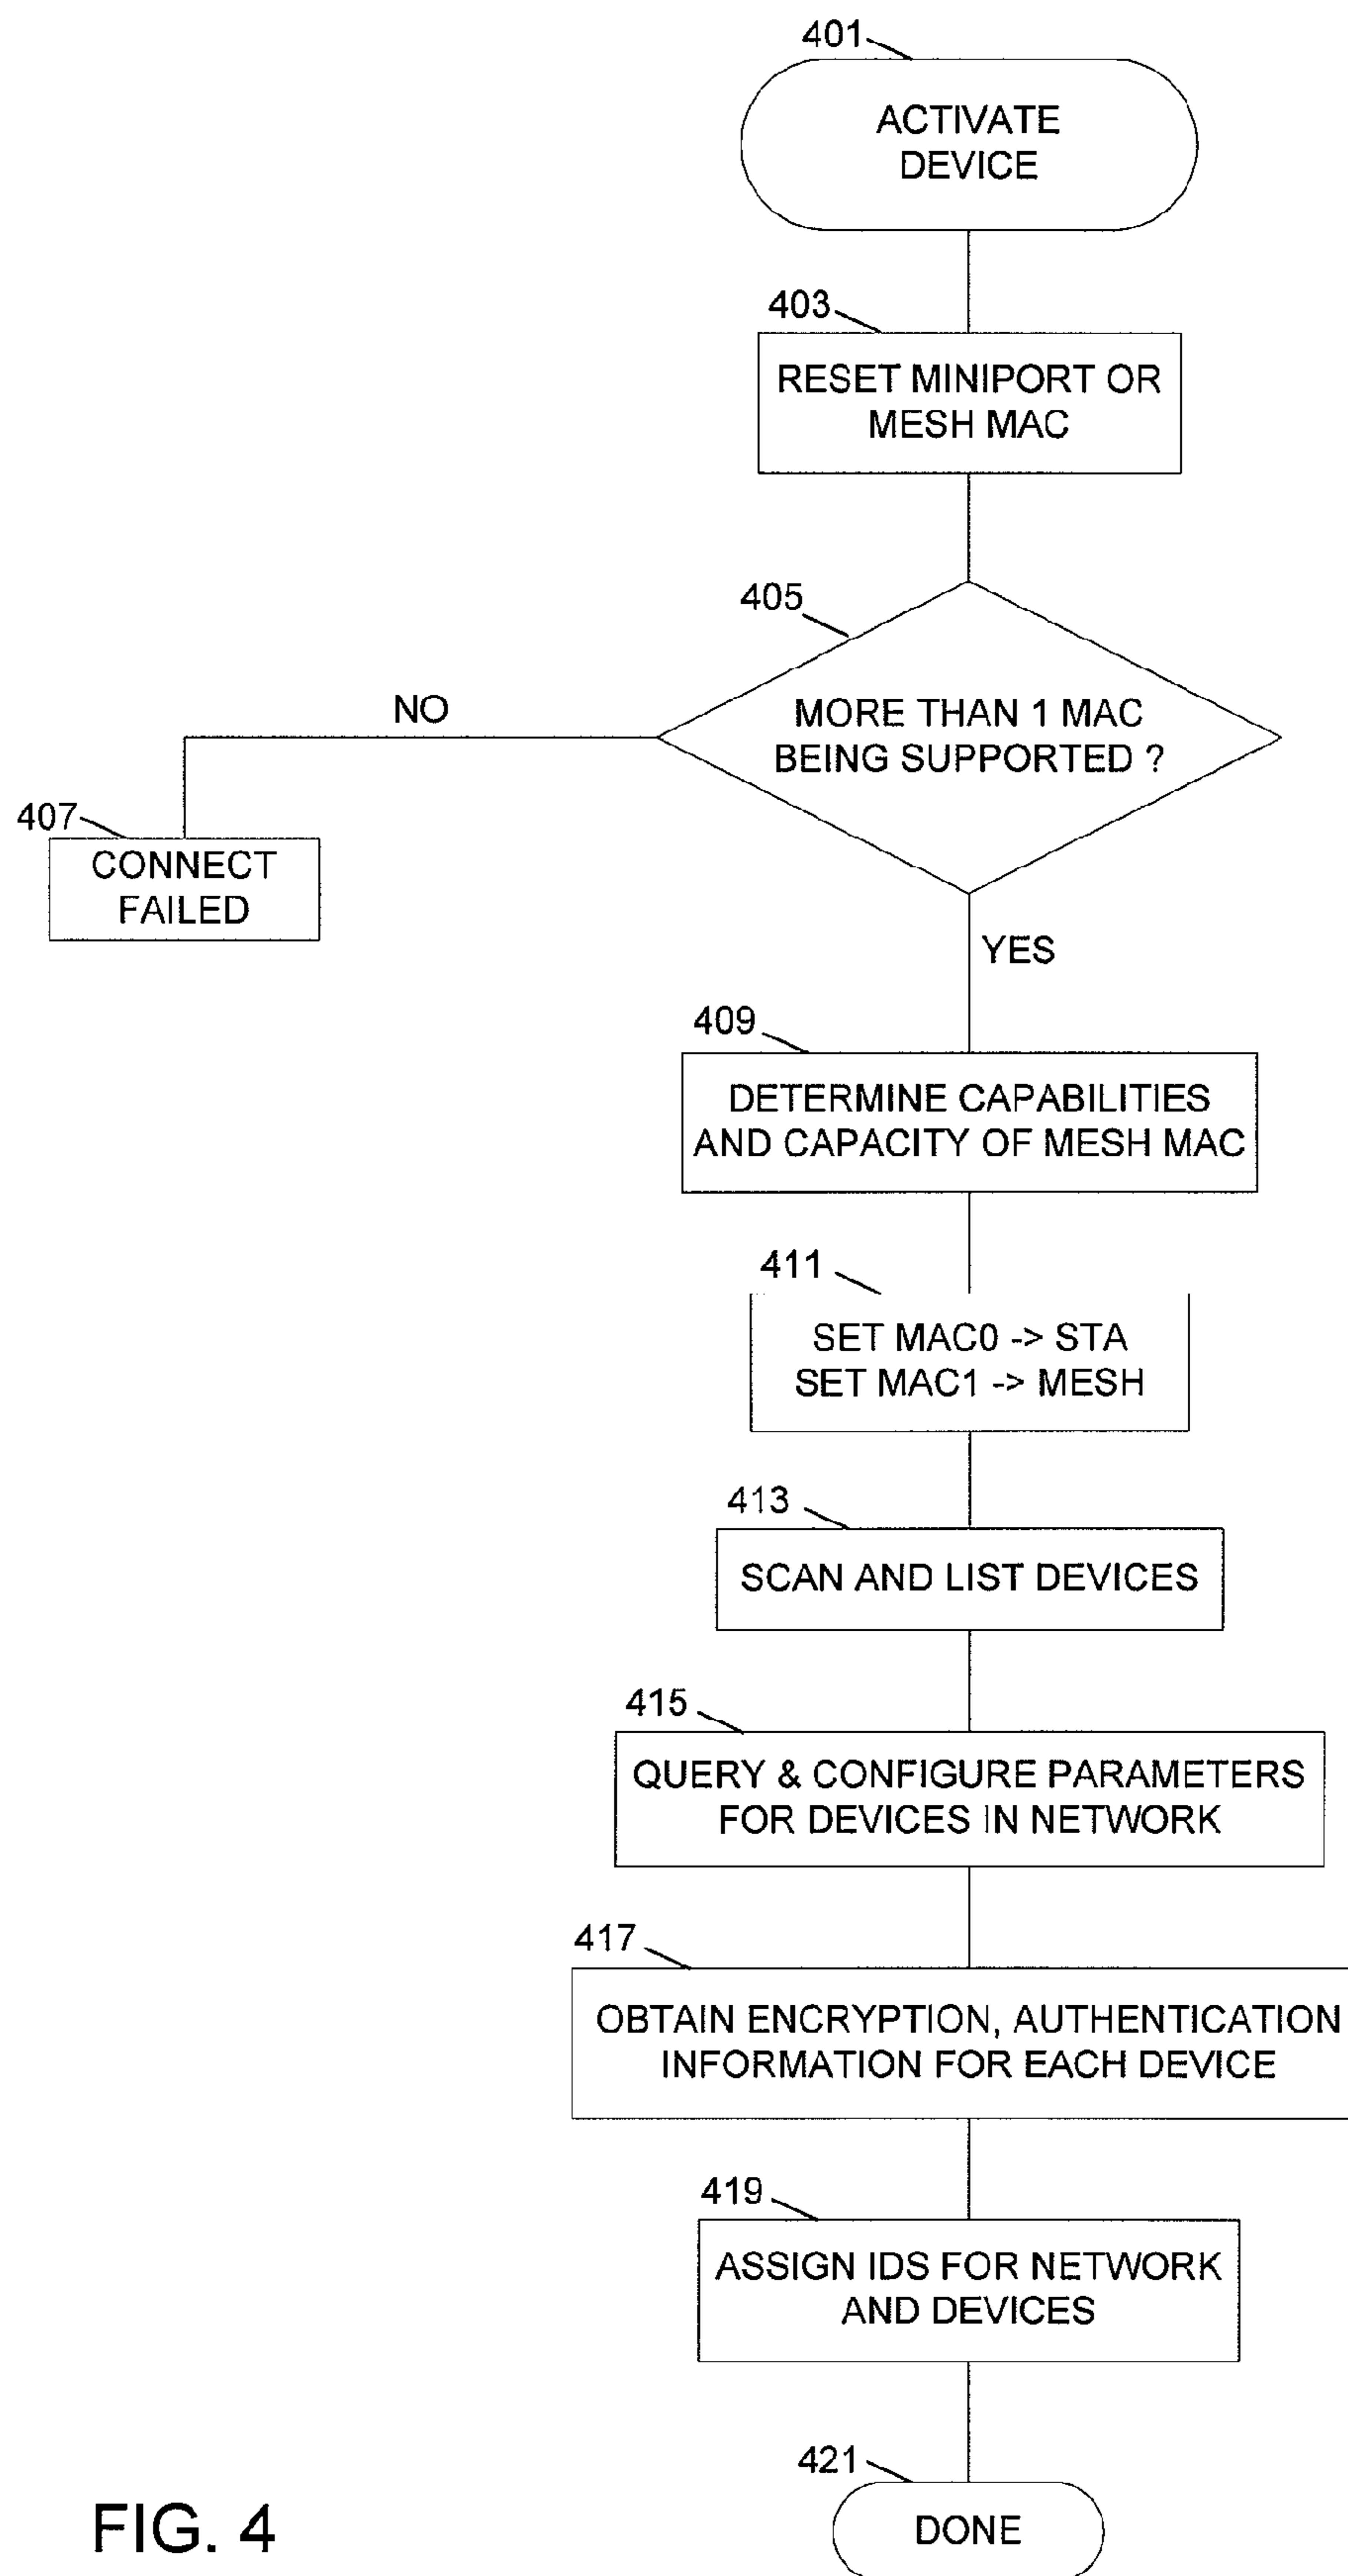 401
ACTIVATE
DEVICE
403
RESET MINIPORT OR
MESH MAC
405
MORE THAN 1 MAC
BEING SUPPORTED ?
NO
407
CONNECT
FAILED
YES
409
DETERMINE CAPABILITIES
AND CAPACITY OF MESH MAC
411
SET MAC0 -> STA
SET MAC1 -> MESH
413
SCAN AND LIST DEVICES
415
QUERY & CONFIGURE PARAMETERS
FOR DEVICES IN NETWORK
417
OBTAIN ENCRYPTION, AUTHENTICATION
INFORMATION FOR EACH DEVICE
419
ASSIGN IDS FOR NETWORK
AND DEVICES
421
DONE
FIG. 4